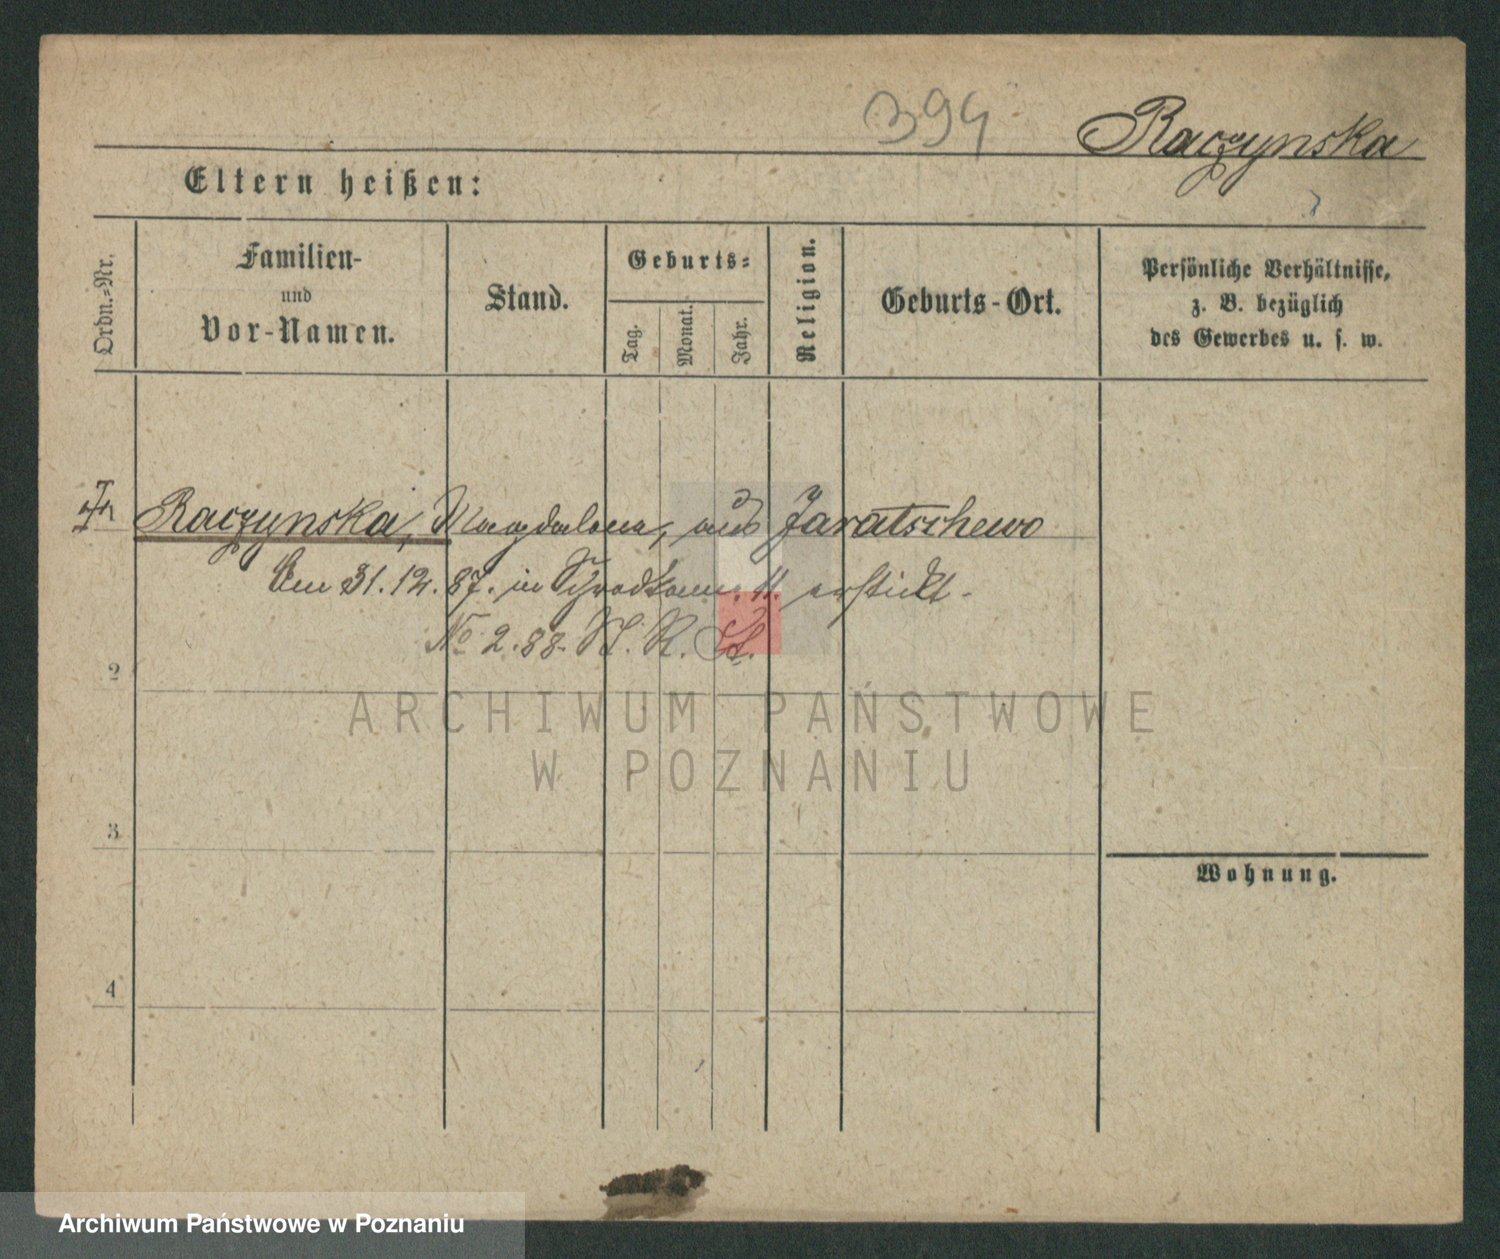 394
Raczynska
Eltern heißen:
Ordn.-Nr.
Familien-
und
Vor-Namen.
Stand.
Geburts-
Tag.
Monat.
Jahr.
Religion.
Geburts-Ort.
Persönliche Verhältnisse,
z. B. bezüglich
des Gewerbes u. s. w.
Raczynska, Magdalena, aus Jaratschewo
Am 31.12.87. in erstickt.
No 2.88. R.
2
ARCHIWUM PAŃSTWOWE
W POZNANIU
3
Wohnung.
4
Archiwum Państwowe w Poznaniu